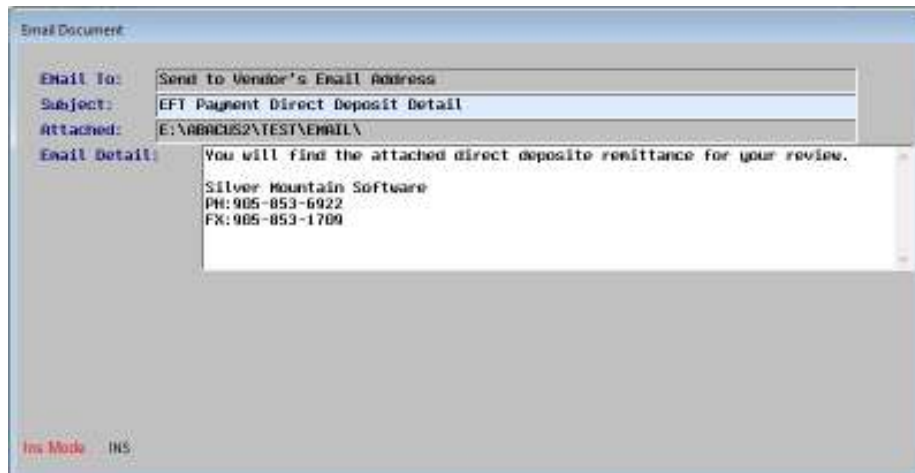 Email Document
EMail To: Send to Vendor's Email Address
Subject: EFT Payment Direct Deposit Detail
Attached: E:\ABACUS2\TEST\EMAIL\
Email Detail: You will find the attached direct deposite remittance for your review.
Silver Mountain Software
PH:905-853-6922
FX:905-853-1709
Ins Mode INS